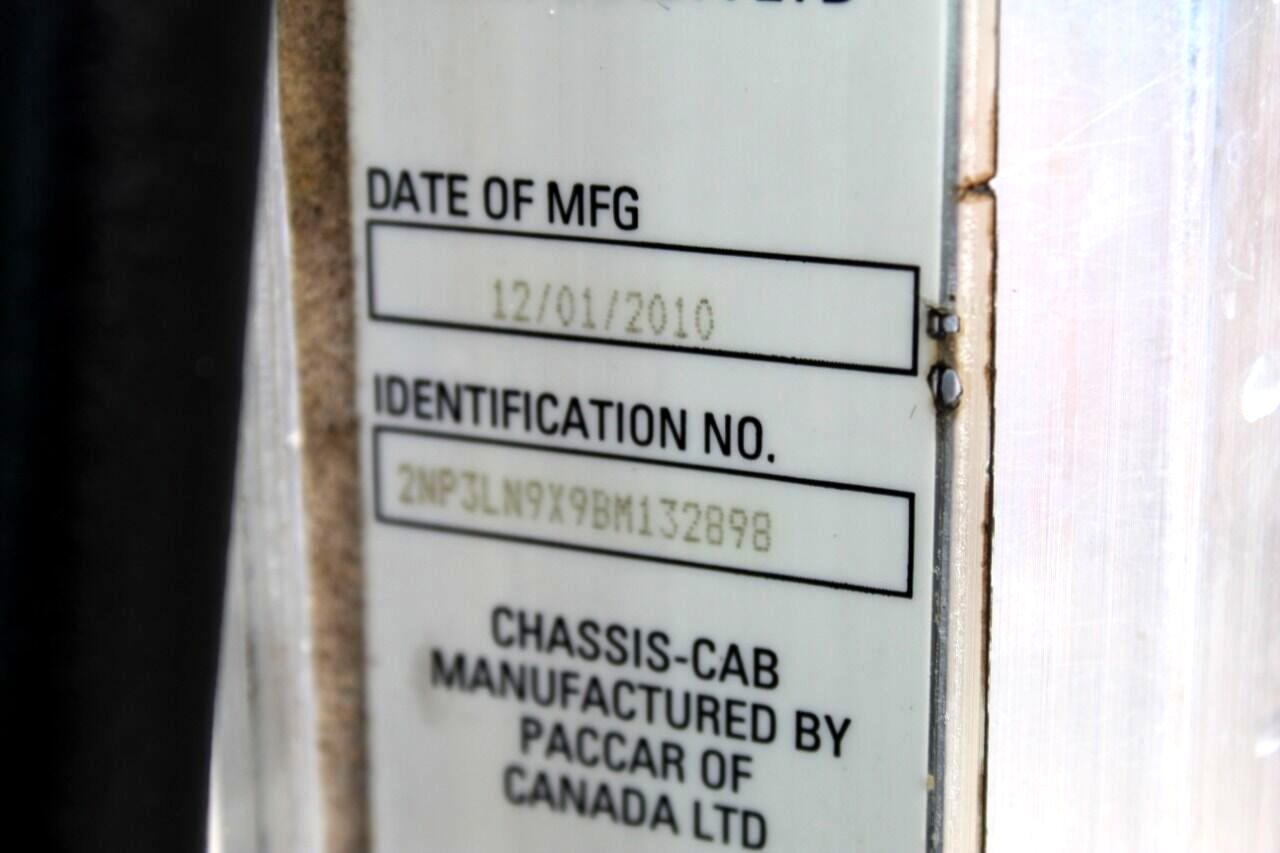 DATE OF MFG
12/01/2010
IDENTIFICATION NO.
2NP3LN9X9BM132898
CHASSIS-CAB
MANUFACTURED BY
PACCAR OF
CANADA LTD